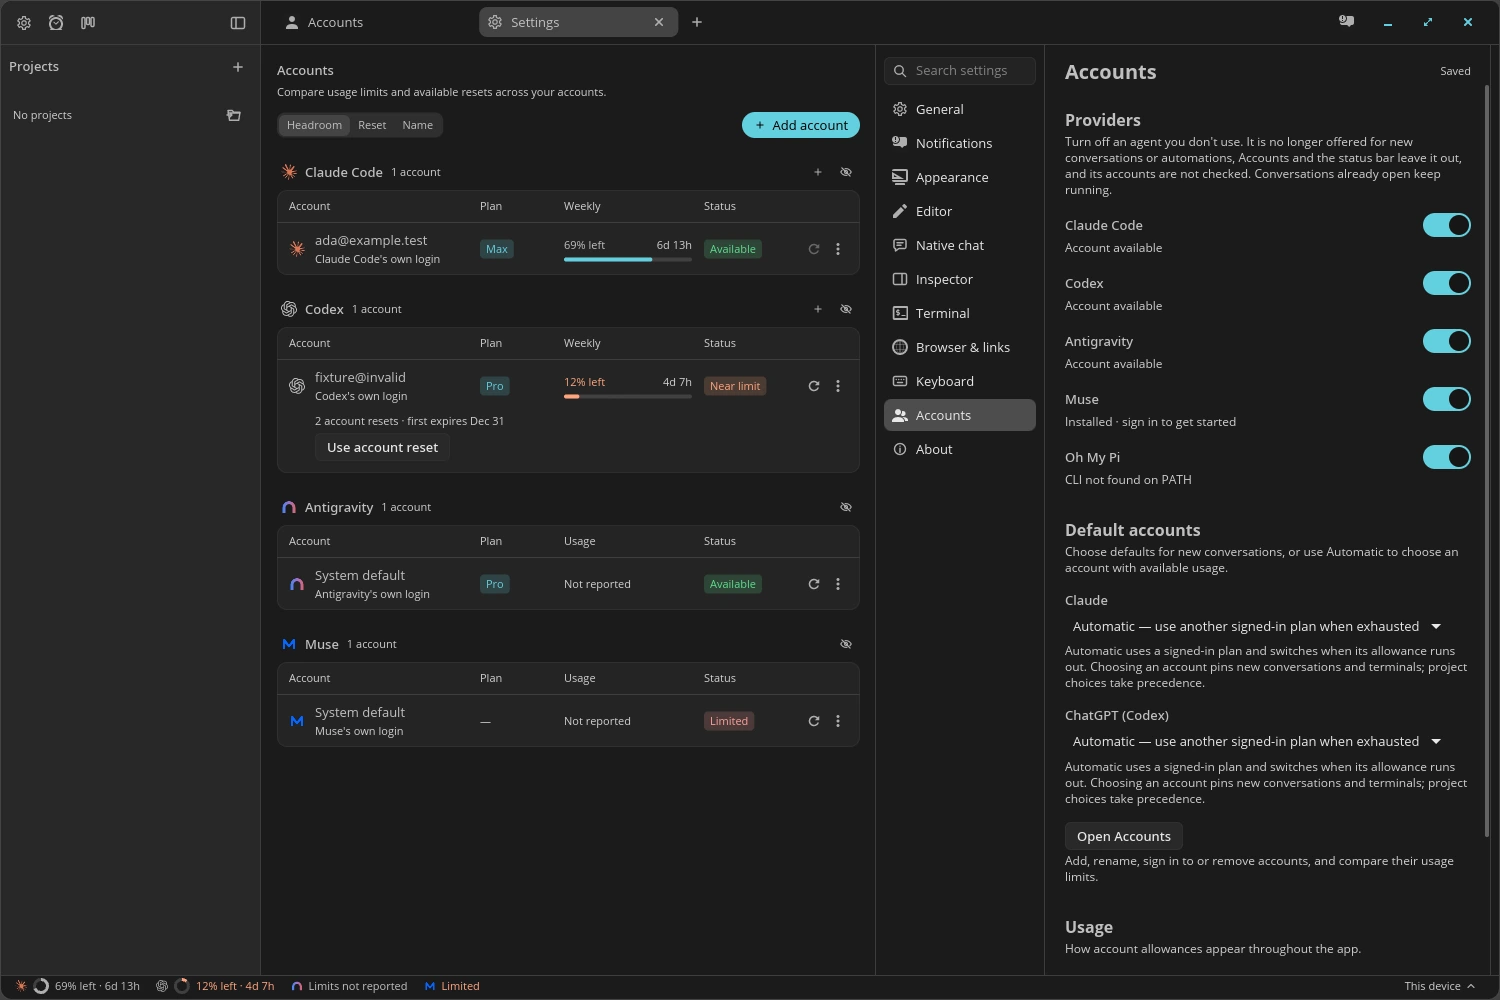 Accounts
Settings
Projects
No projects
Accounts
Compare usage limits and available resets across your accounts.
Headroom Reset Name
+ Add account
Claude Code 1 account
Account Plan Weekly Status
ada@example.test
Claude Code's own login
Max
69% left 6d 13h
Available
Codex 1 account
Account Plan Weekly Status
fixture@invalid
Codex's own login
Pro
12% left 4d 7h
Near limit
2 account resets · first expires Dec 31
Use account reset
Antigravity 1 account
Account Plan Usage Status
System default
Antigravity's own login
Pro
Not reported
Available
Muse 1 account
Account Plan Usage Status
System default
Muse's own login
—
Not reported
Limited
Search settings
General
Notifications
Appearance
Editor
Native chat
Inspector
Terminal
Browser & links
Keyboard
Accounts
About
Accounts
Saved
Providers
Turn off an agent you don't use. It is no longer offered for new
conversations or automations, Accounts and the status bar leave it out,
and its accounts are not checked. Conversations already open keep
running.
Claude Code
Account available
Codex
Account available
Antigravity
Account available
Muse
Installed · sign in to get started
Oh My Pi
CLI not found on PATH
Default accounts
Choose defaults for new conversations, or use Automatic to choose an
account with available usage.
Claude
Automatic — use another signed-in plan when exhausted
Automatic uses a signed-in plan and switches when its allowance runs
out. Choosing an account pins new conversations and terminals; project
choices take precedence.
ChatGPT (Codex)
Automatic — use another signed-in plan when exhausted
Automatic uses a signed-in plan and switches when its allowance runs
out. Choosing an account pins new conversations and terminals; project
choices take precedence.
Open Accounts
Add, rename, sign in to or remove accounts, and compare their usage
limits.
Usage
How account allowances appear throughout the app.
69% left · 6d 13h
12% left · 4d 7h
Limits not reported
Limited
This device